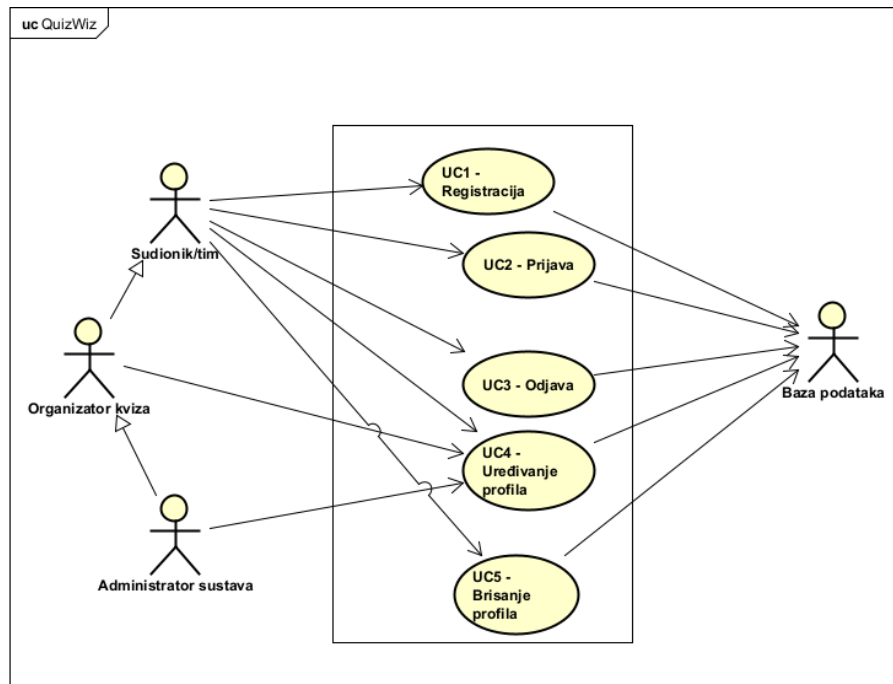 uc QuizWiz
UC1 -
Registracija
Sudionik/tim
UC2 - Prijava
Organizator kviza
UC3 - Odjava
Baza podataka
UC4 -
Uređivanje
profila
Administrator sustava
UC5 -
Brisanje
profila